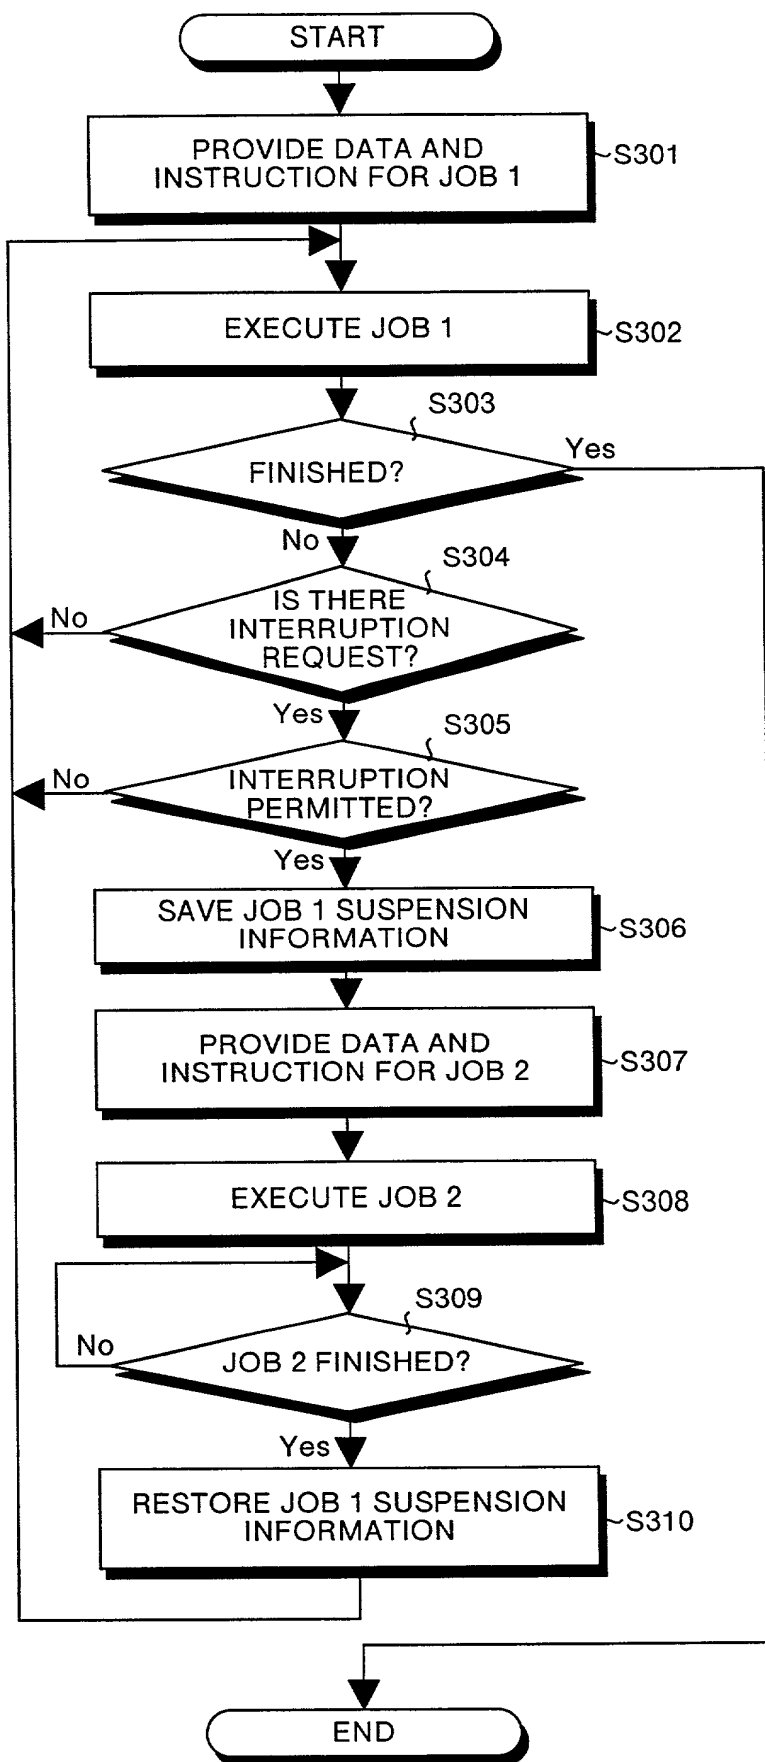 START
PROVIDE DATA AND
INSTRUCTION FOR JOB 1
S301
EXECUTE JOB 1
S302
S303
FINISHED?
Yes
No
S304
IS THERE
INTERRUPTION
REQUEST?
No
Yes
S305
INTERRUPTION
PERMITTED?
No
Yes
SAVE JOB 1 SUSPENSION
INFORMATION
S306
PROVIDE DATA AND
INSTRUCTION FOR JOB 2
S307
EXECUTE JOB 2
S308
S309
JOB 2 FINISHED?
No
Yes
RESTORE JOB 1 SUSPENSION
INFORMATION
S310
END